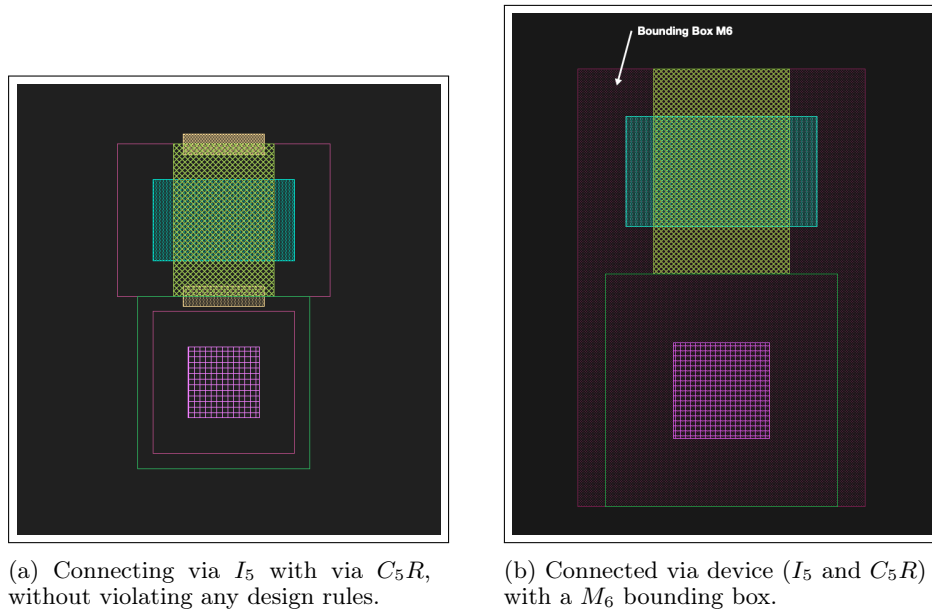 Bounding Box M6
(a) Connecting via I₅ with via C₅R,
without violating any design rules.
(b) Connected via device (I₅ and C₅R)
with a M₆ bounding box.